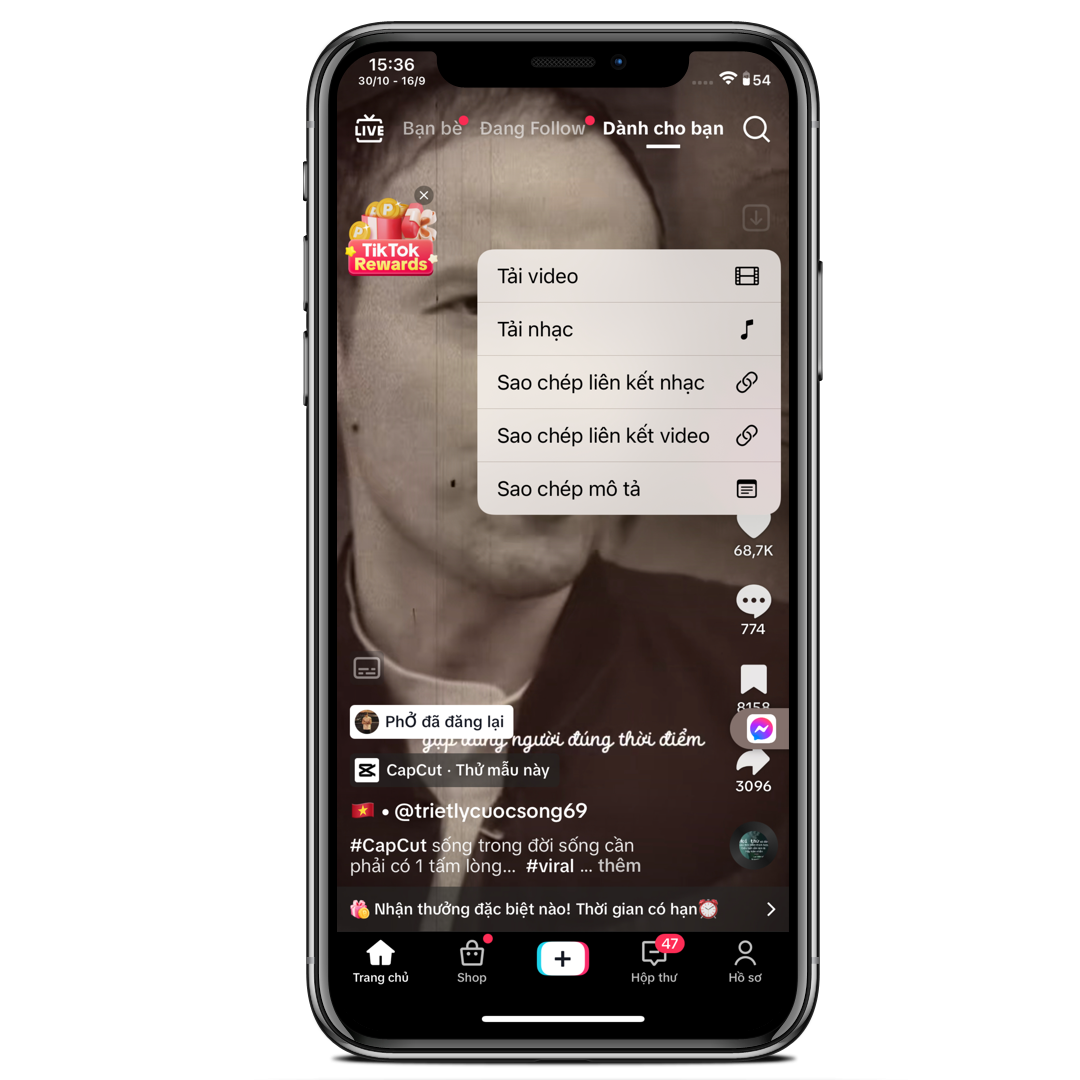 15:36
30/10 - 16/9
54
LIVE
Bạn bè
Đang Follow
Dành cho bạn
TikTok
Rewards
Tải video
Tải nhạc
Sao chép liên kết nhạc
Sao chép liên kết video
Sao chép mô tả
68,7K
774
8158
PhỞ đã đăng lại
gặp đúng người đúng thời điểm
CapCut · Thử mẫu này
3096
• @trietlycuocsong69
#CapCut sống trong đời sống cần
phải có 1 tấm lòng... #viral ... thêm
Nhận thưởng đặc biệt nào! Thời gian có hạn
47
Trang chủ
Shop
Hộp thư
Hồ sơ